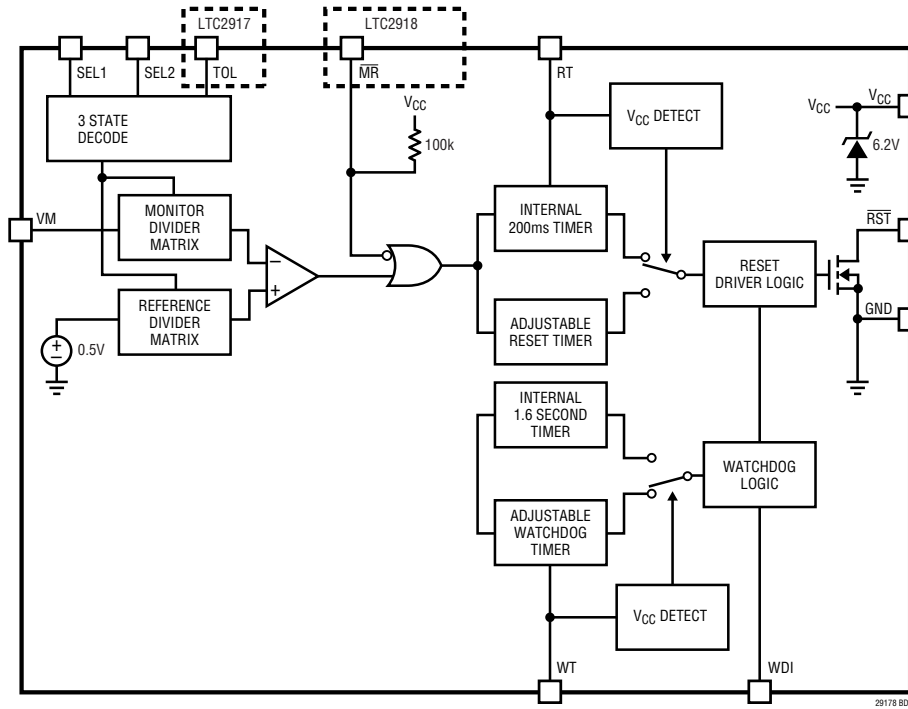 LTC2917
LTC2918
SEL1
SEL2
TOL
M̅R̅
RT
3 STATE
DECODE
VCC
100k
VCC DETECT
VCC
VCC
6.2V
VM
MONITOR
DIVIDER
MATRIX
INTERNAL
200ms TIMER
R̅S̅T̅
RESET
DRIVER LOGIC
REFERENCE
DIVIDER
MATRIX
−
+
+
−
0.5V
ADJUSTABLE
RESET TIMER
GND
INTERNAL
1.6 SECOND
TIMER
WATCHDOG
LOGIC
ADJUSTABLE
WATCHDOG
TIMER
VCC DETECT
WT
WDI
29178 BD